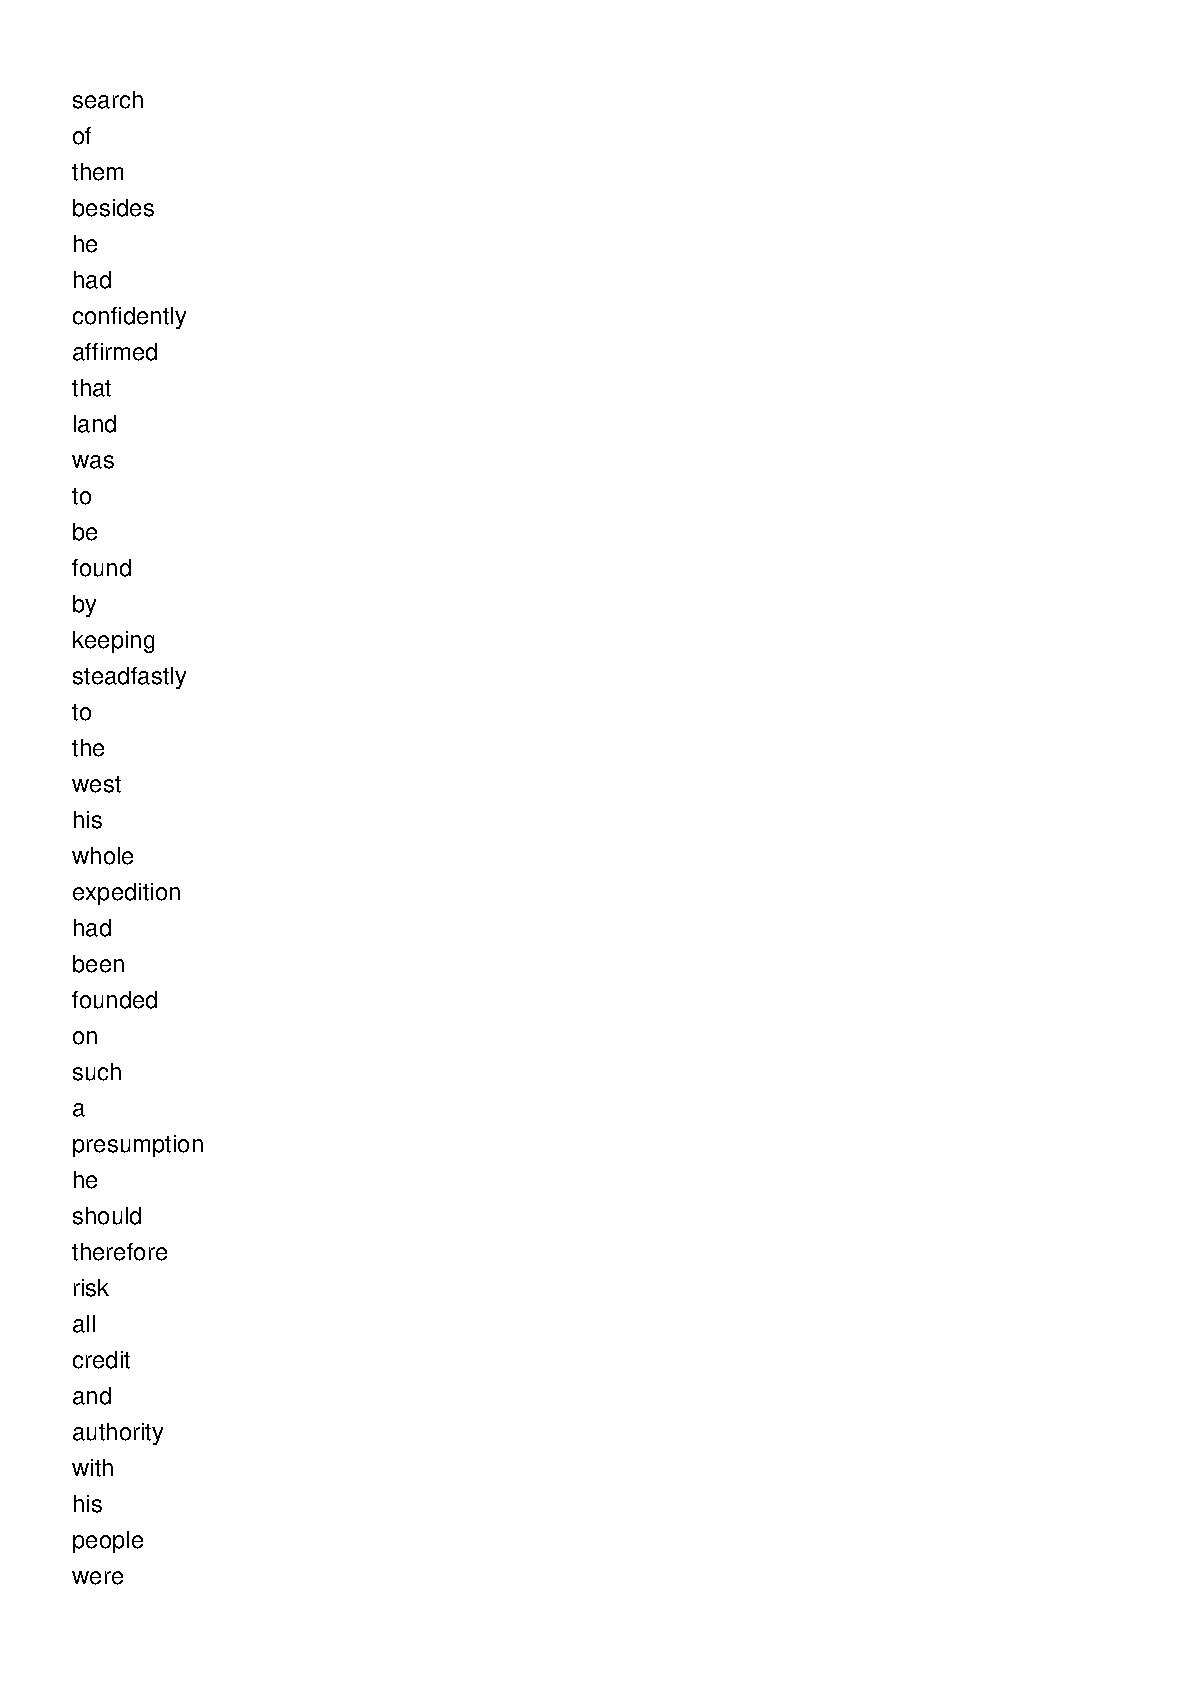 search
of
them
besides
he
had
confidently
affirmed
that
land
was
to
be
found
by
keeping
steadfastly
to
the
west
his
whole
expedition
had
been
founded
on
such
a
presumption
he
should
therefore
risk
all
credit
and
authority
with
his
people
were